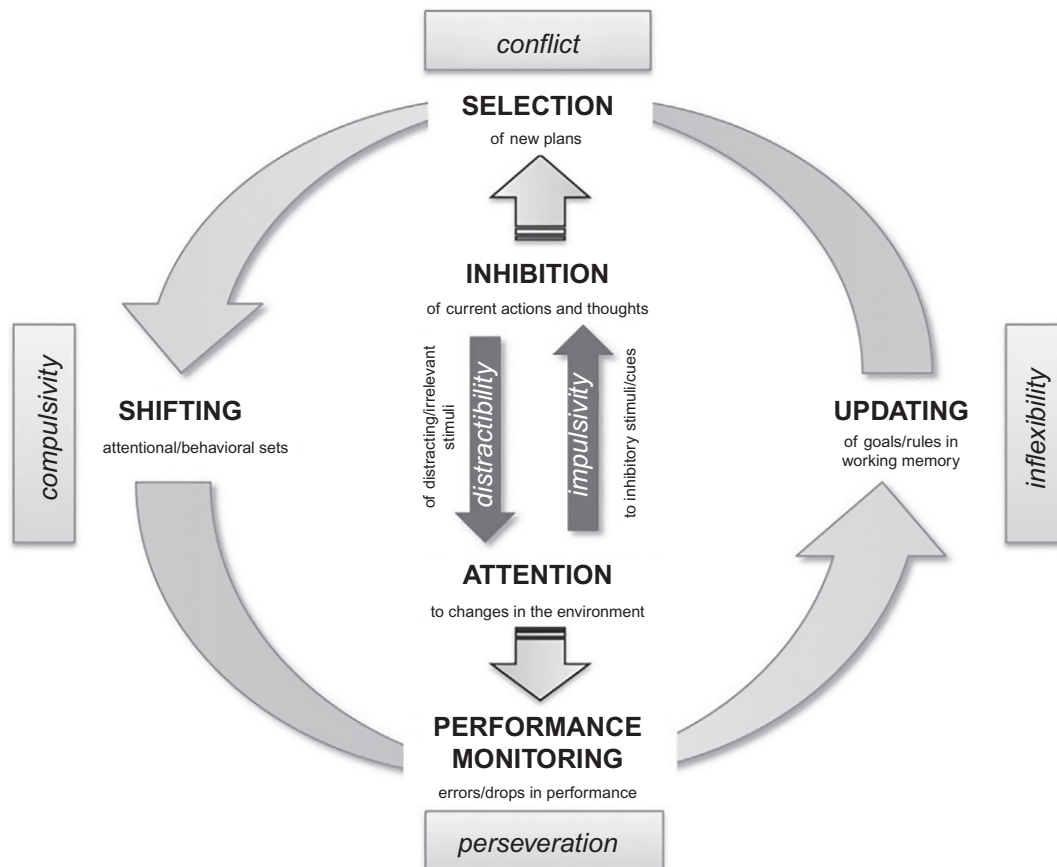 conflict
SELECTION
of new plans
INHIBITION
of current actions and thoughts
compulsivity
SHIFTING
attentional/behavioral sets
of distracting/irrelevant
stimuli
distractibility
impulsivity
to inhibitory stimuli/cues
UPDATING
of goals/rules in
working memory
inflexibility
ATTENTION
to changes in the environment
PERFORMANCE
MONITORING
errors/drops in performance
perseveration